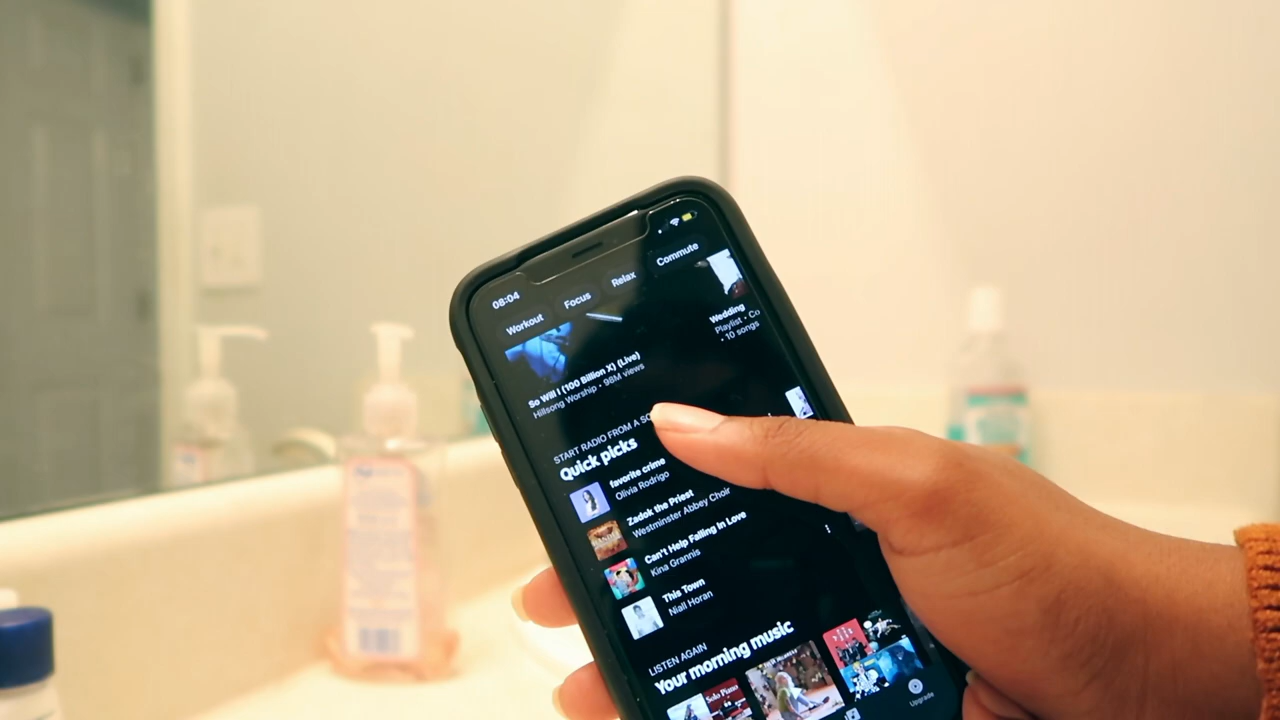 08:04
Workout
Focus
Relax
Commute
So Will I (100 Billion X) (Live)
Hillsong Worship • 98M views
Wedding
Playlist • Co
• 10 songs
START RADIO FROM A SO
Quick picks
favorite crime
Olivia Rodrigo
Zadok the Priest
Westminster Abbey Choir
Can't Help Falling In Love
Kina Grannis
This Town
Niall Horan
LISTEN AGAIN
Your morning music
Solo Piano
Upgrade